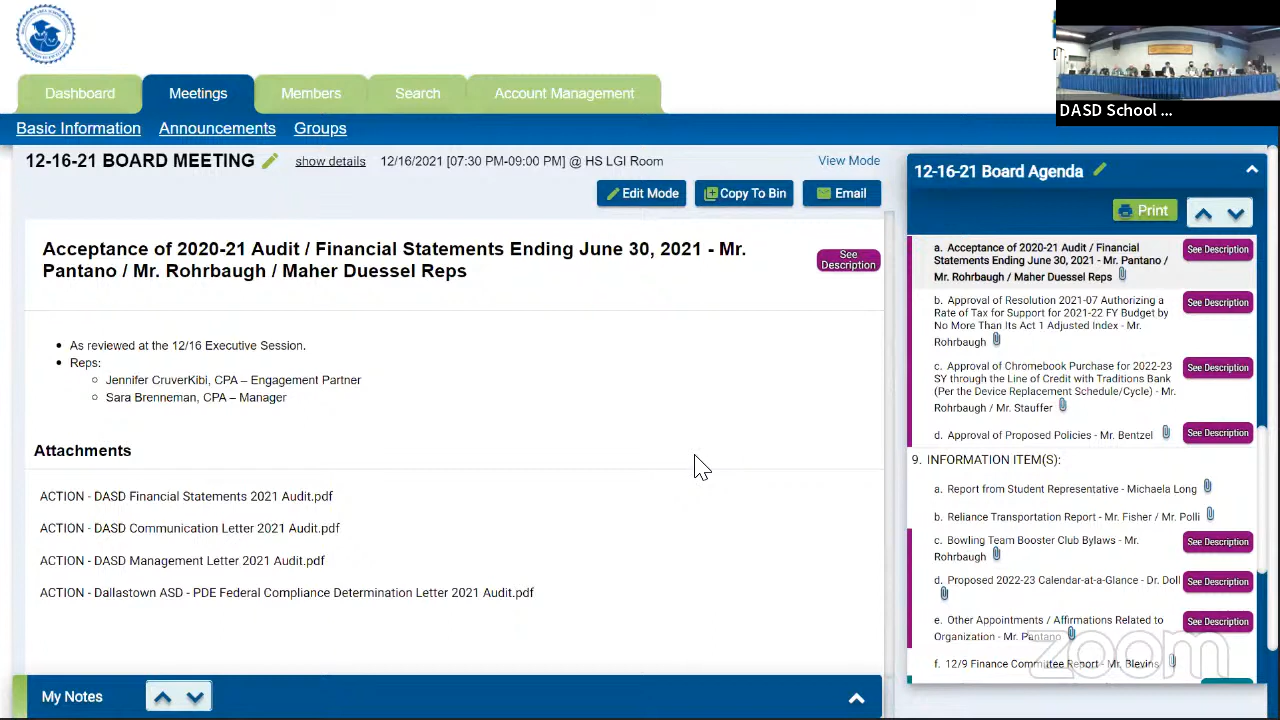 DASD School ...
Dashboard
Meetings
Members
Search
Account Management
Basic Information
Announcements
Groups
12-16-21 BOARD MEETING
show details
12/16/2021 [07:30 PM-09:00 PM] @ HS LGI Room
View Mode
Edit Mode
Copy To Bin
Email
Acceptance of 2020-21 Audit / Financial Statements Ending June 30, 2021 - Mr.
Pantano / Mr. Rohrbaugh / Maher Duessel Reps
See
Description
As reviewed at the 12/16 Executive Session.
Reps:
Jennifer CruverKibi, CPA – Engagement Partner
Sara Brenneman, CPA – Manager
Attachments
ACTION - DASD Financial Statements 2021 Audit.pdf
ACTION - DASD Communication Letter 2021 Audit.pdf
ACTION - DASD Management Letter 2021 Audit.pdf
ACTION - Dallastown ASD - PDE Federal Compliance Determination Letter 2021 Audit.pdf
My Notes
12-16-21 Board Agenda
Print
a. Acceptance of 2020-21 Audit / Financial
Statements Ending June 30, 2021 - Mr. Pantano /
Mr. Rohrbaugh / Maher Duessel Reps
See Description
b. Approval of Resolution 2021-07 Authorizing a
Rate of Tax for Support for 2021-22 FY Budget by
No More Than Its Act 1 Adjusted Index - Mr.
Rohrbaugh
See Description
c. Approval of Chromebook Purchase for 2022-23
SY through the Line of Credit with Traditions Bank
(Per the Device Replacement Schedule/Cycle) - Mr.
Rohrbaugh / Mr. Stauffer
See Description
d. Approval of Proposed Policies - Mr. Bentzel
See Description
9. INFORMATION ITEM(S):
a. Report from Student Representative - Michaela Long
b. Reliance Transportation Report - Mr. Fisher / Mr. Polli
c. Bowling Team Booster Club Bylaws - Mr.
Rohrbaugh
See Description
d. Proposed 2022-23 Calendar-at-a-Glance - Dr. Doll
See Description
e. Other Appointments / Affirmations Related to
Organization - Mr. Pantano
See Description
f. 12/9 Finance Committee Report - Mr. Blevins
zoom